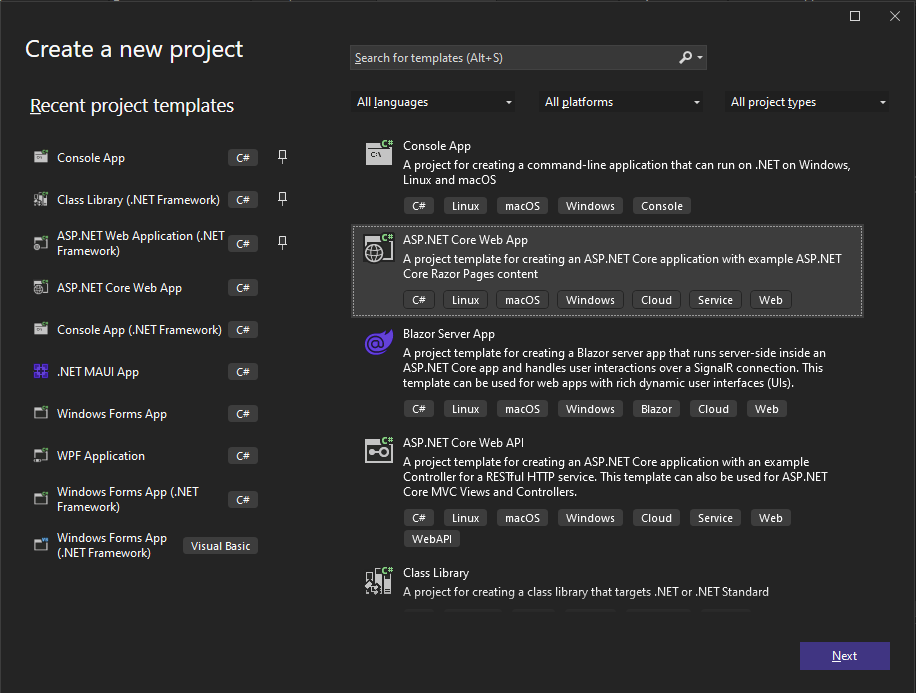 Create a new project
Search for templates (Alt+S)
Recent project templates
All languages
All platforms
All project types
Console App
C#
Class Library (.NET Framework)
C#
ASP.NET Web Application (.NET
Framework)
C#
ASP.NET Core Web App
C#
Console App (.NET Framework)
C#
.NET MAUI App
C#
Windows Forms App
C#
WPF Application
C#
Windows Forms App (.NET
Framework)
C#
Windows Forms App
(.NET Framework)
Visual Basic
Console App
A project for creating a command-line application that can run on .NET on Windows,
Linux and macOS
C# Linux macOS Windows Console
ASP.NET Core Web App
A project template for creating an ASP.NET Core application with example ASP.NET
Core Razor Pages content
C# Linux macOS Windows Cloud Service Web
Blazor Server App
A project template for creating a Blazor server app that runs server-side inside an
ASP.NET Core app and handles user interactions over a SignalR connection. This
template can be used for web apps with rich dynamic user interfaces (UIs).
C# Linux macOS Windows Blazor Cloud Web
ASP.NET Core Web API
A project template for creating an ASP.NET Core application with an example
Controller for a RESTful HTTP service. This template can also be used for ASP.NET
Core MVC Views and Controllers.
C# Linux macOS Windows Cloud Service Web
WebAPI
Class Library
A project for creating a class library that targets .NET or .NET Standard
Next